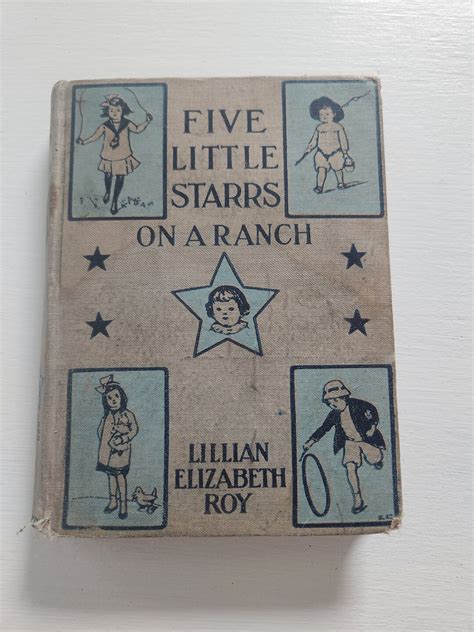 FIVE
LITTLE
STARRS
ON A RANCH
LILLIAN
ELIZABETH
ROY